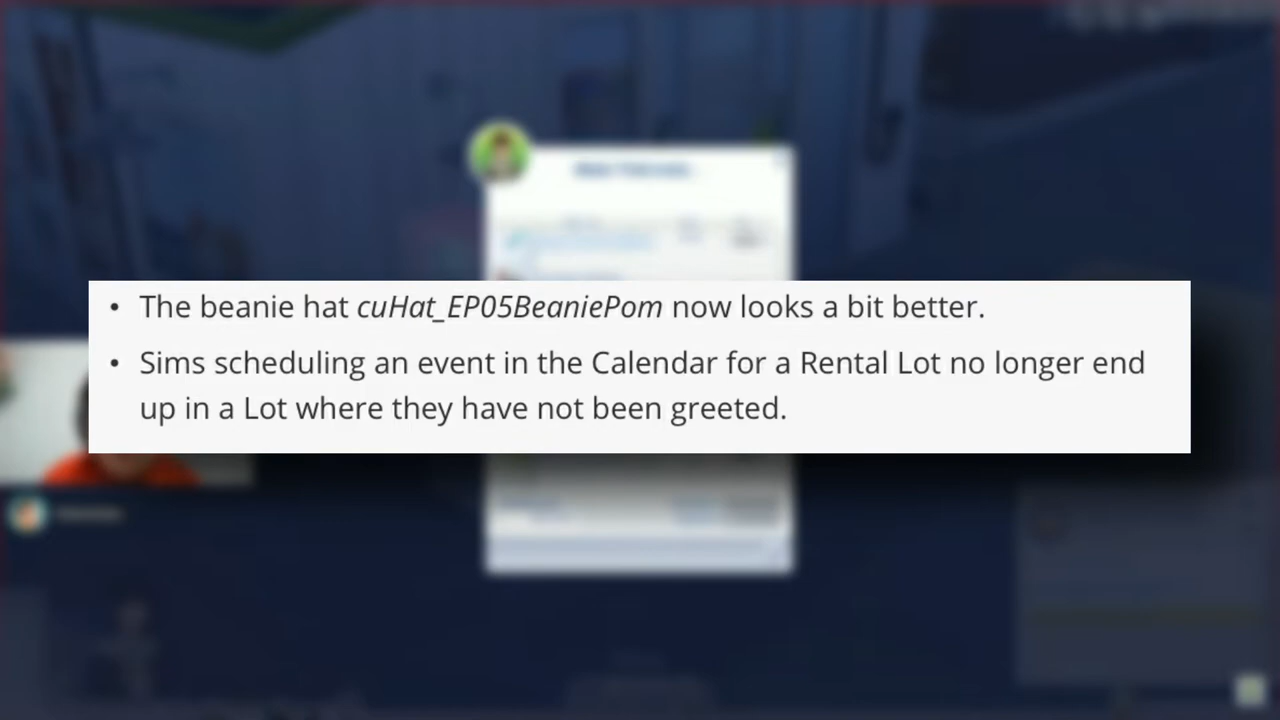 • The beanie hat cuHat_EP05BeaniePom now looks a bit better.
• Sims scheduling an event in the Calendar for a Rental Lot no longer end
up in a Lot where they have not been greeted.